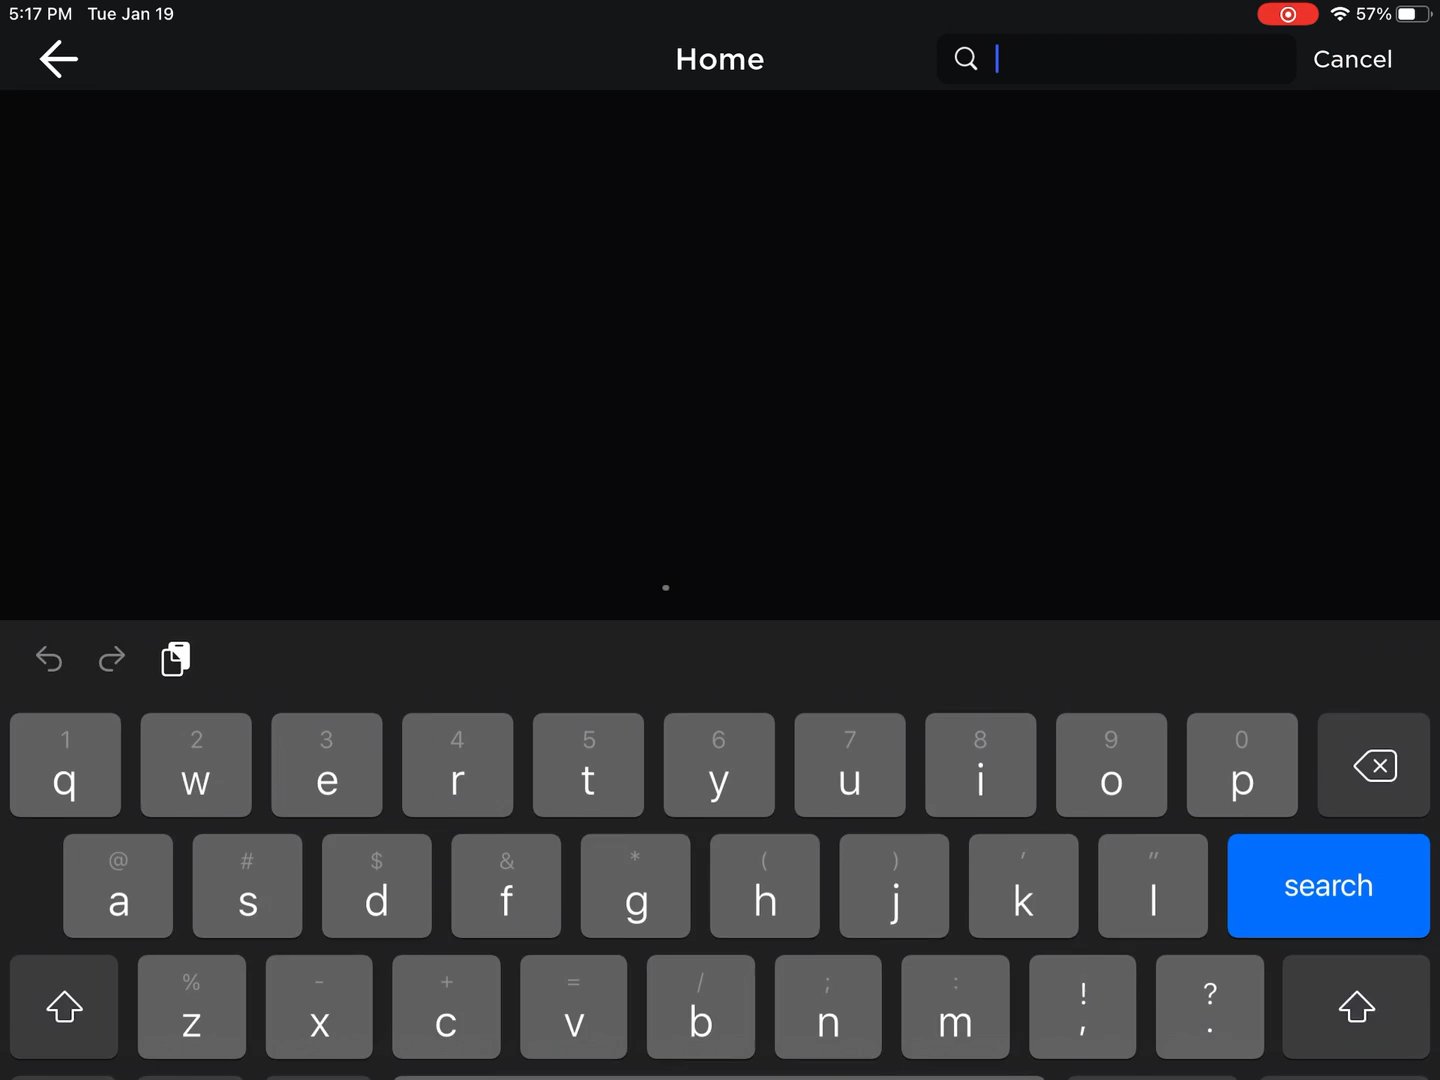 5:17 PM Tue Jan 19 57%
Home Cancel
1 2 3 4 5 6 7 8 9 0
q w e r t y u i o p
@ # $ & * ( ) ' "
a s d f g h j k l search
% - + = / ; : ! ?
z x c v b n m , .